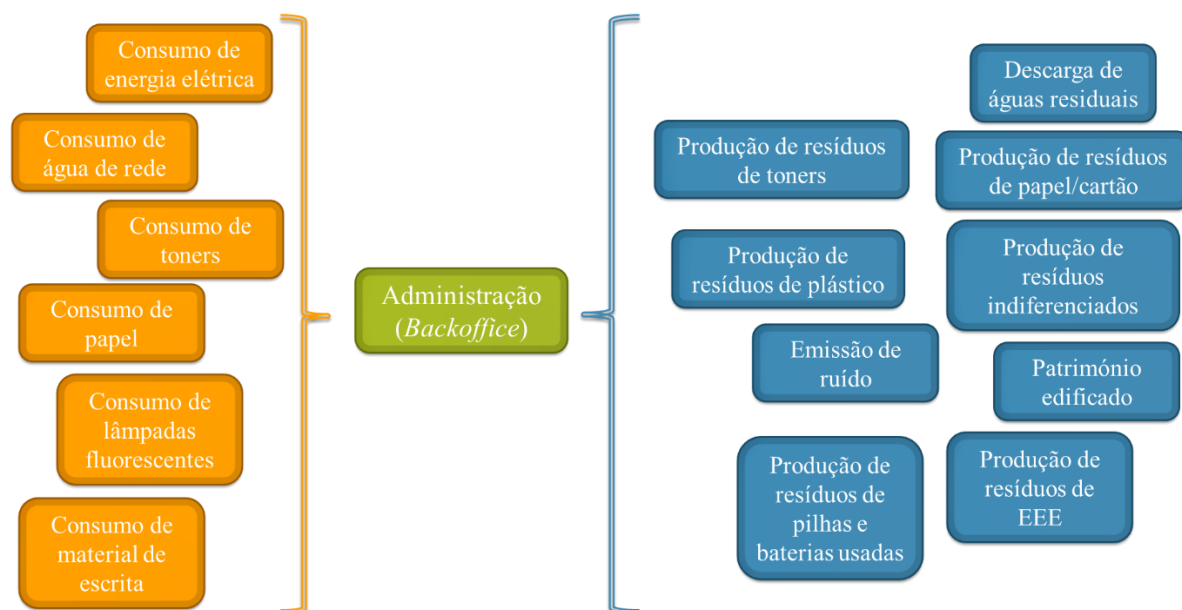 Consumo de
energia elétrica
Consumo de
água de rede
Consumo de
toners
Consumo de
papel
Consumo de
lâmpadas
fluorescentes
Consumo de
material de
escrita
Administração
(Backoffice)
Descarga de
águas residuais
Produção de resíduos
de toners
Produção de resíduos
de papel/cartão
Produção de
resíduos de plástico
Produção de
resíduos
indiferenciados
Emissão de
ruído
Património
edificado
Produção de
resíduos de
pilhas e
baterias usadas
Produção de
resíduos de
EEE